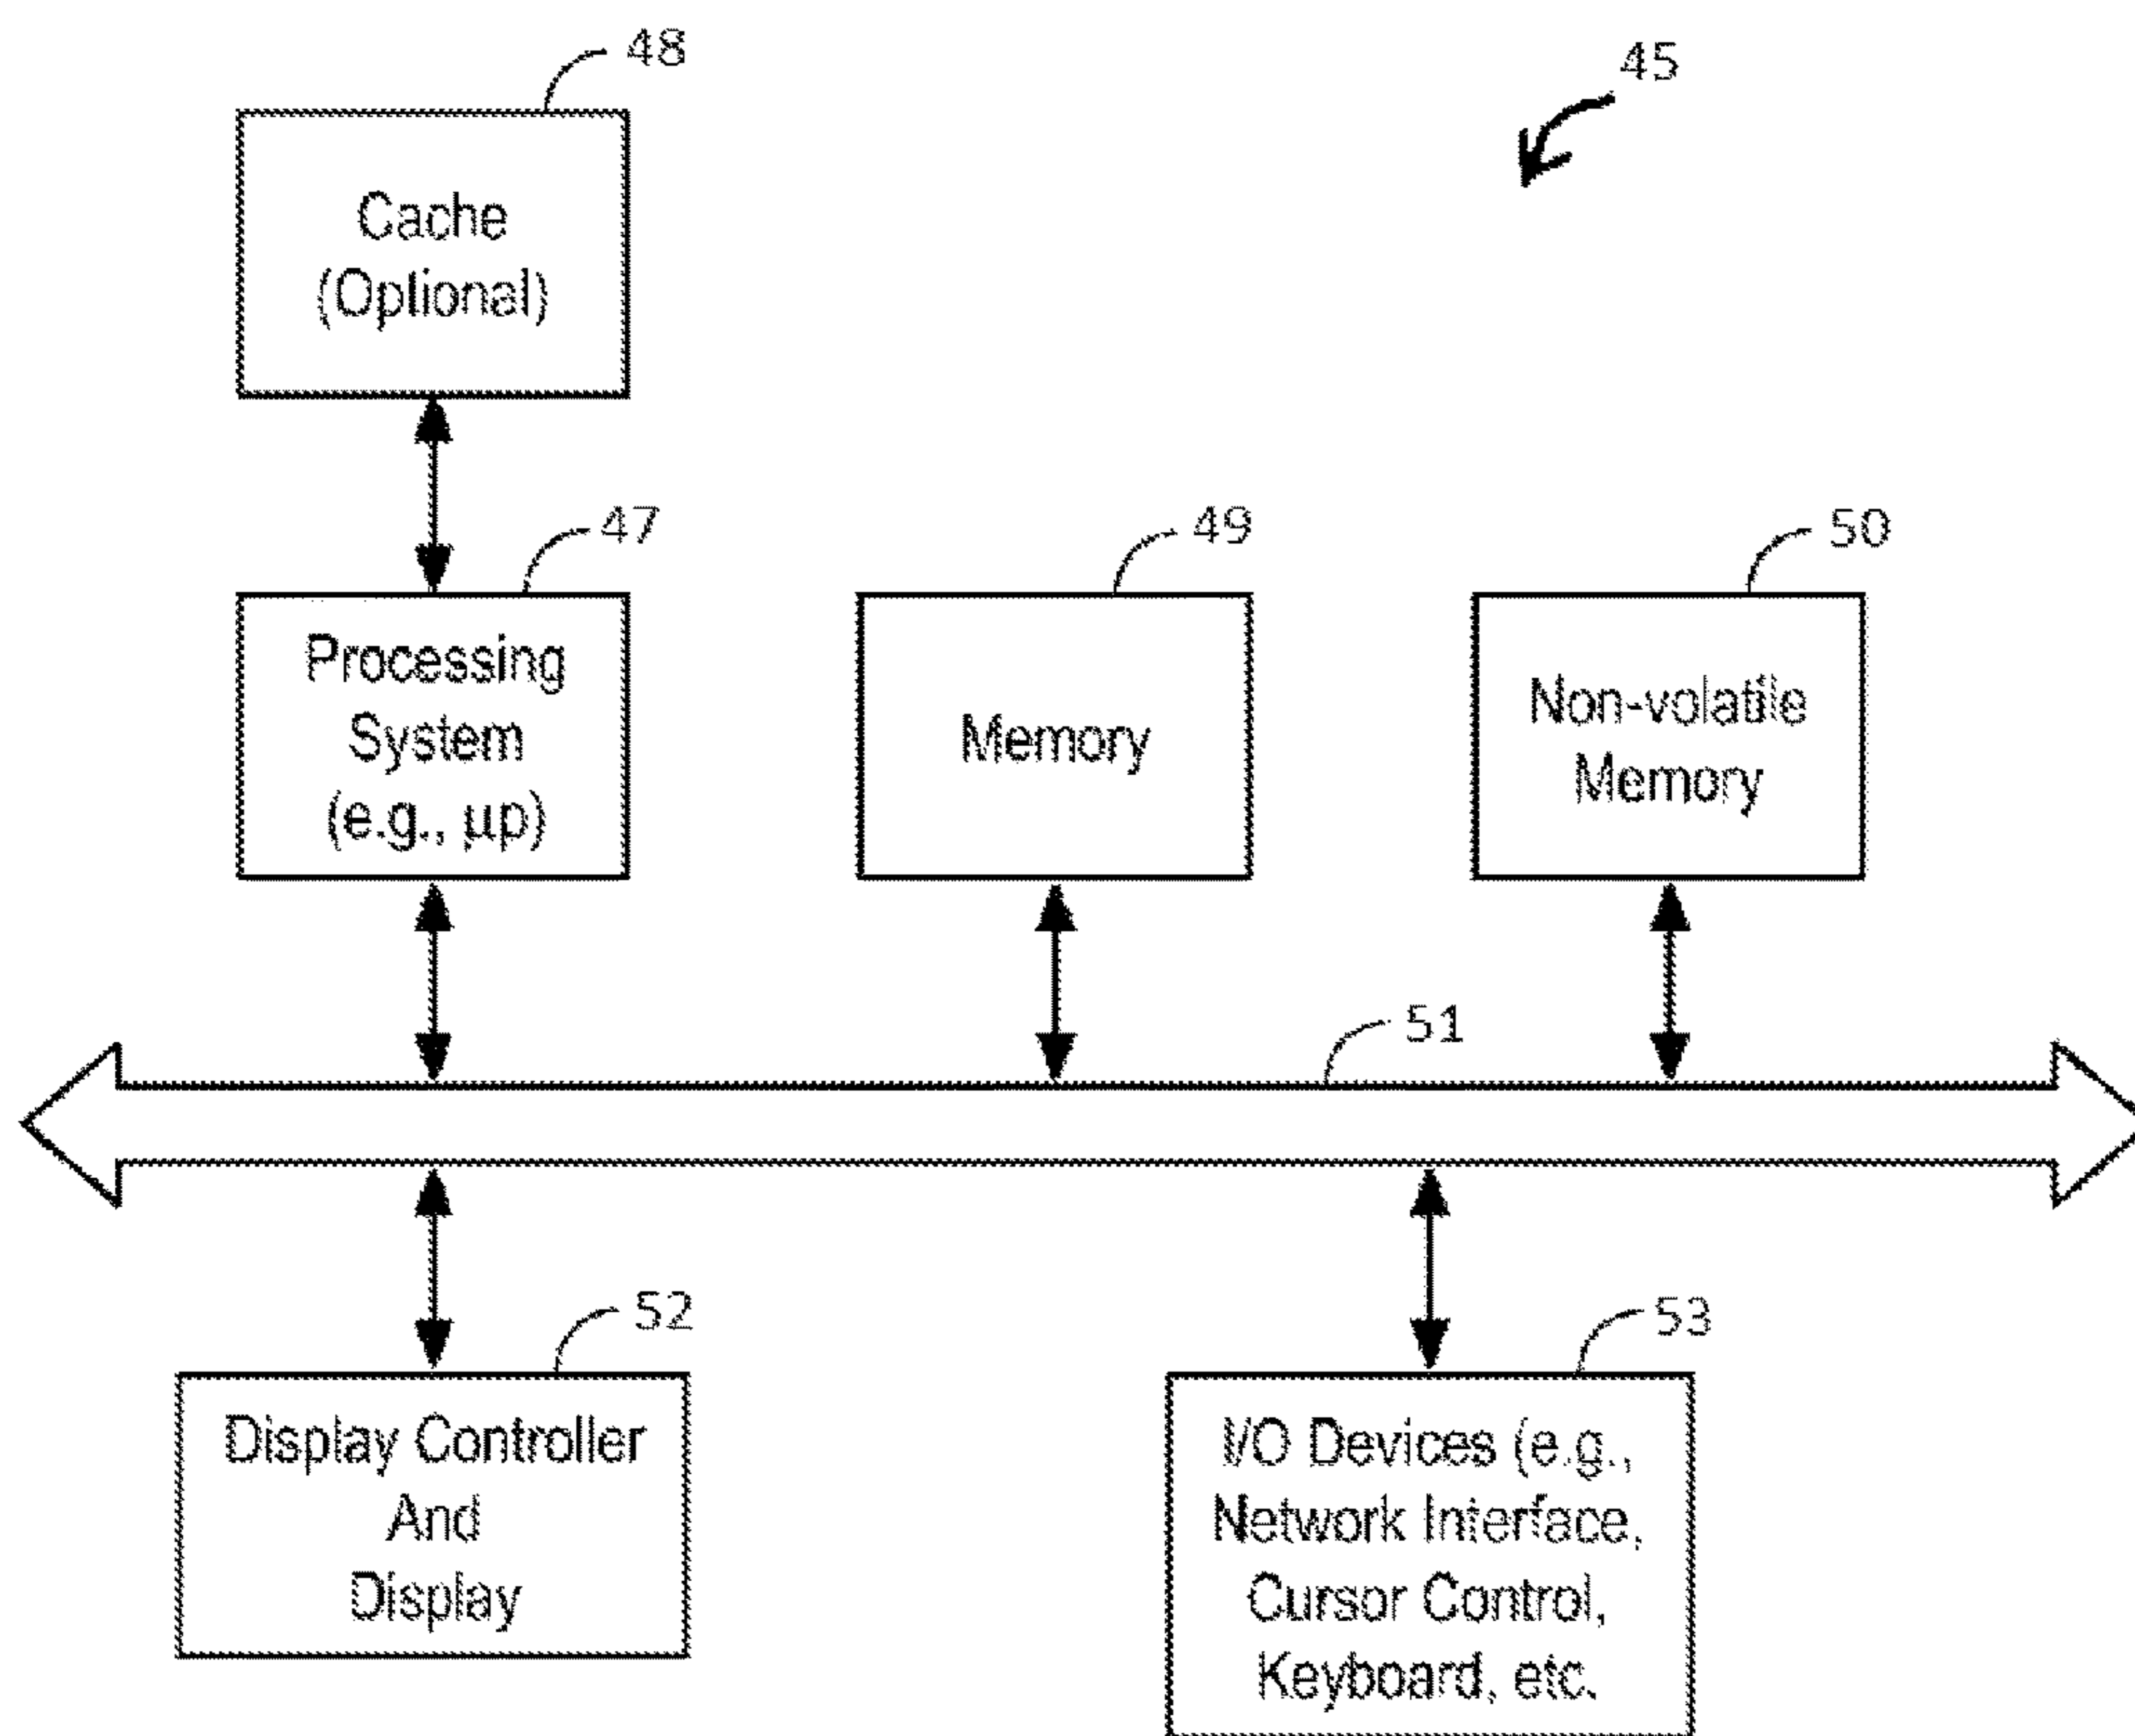 48
45
Cache
(Optional)
47
49
50
Processing
System
(e.g., µp)
Memory
Non-volatile
Memory
51
52
53
Display Controller
And
Display
I/O Devices (e.g.,
Network Interface,
Cursor Control,
Keyboard, etc.